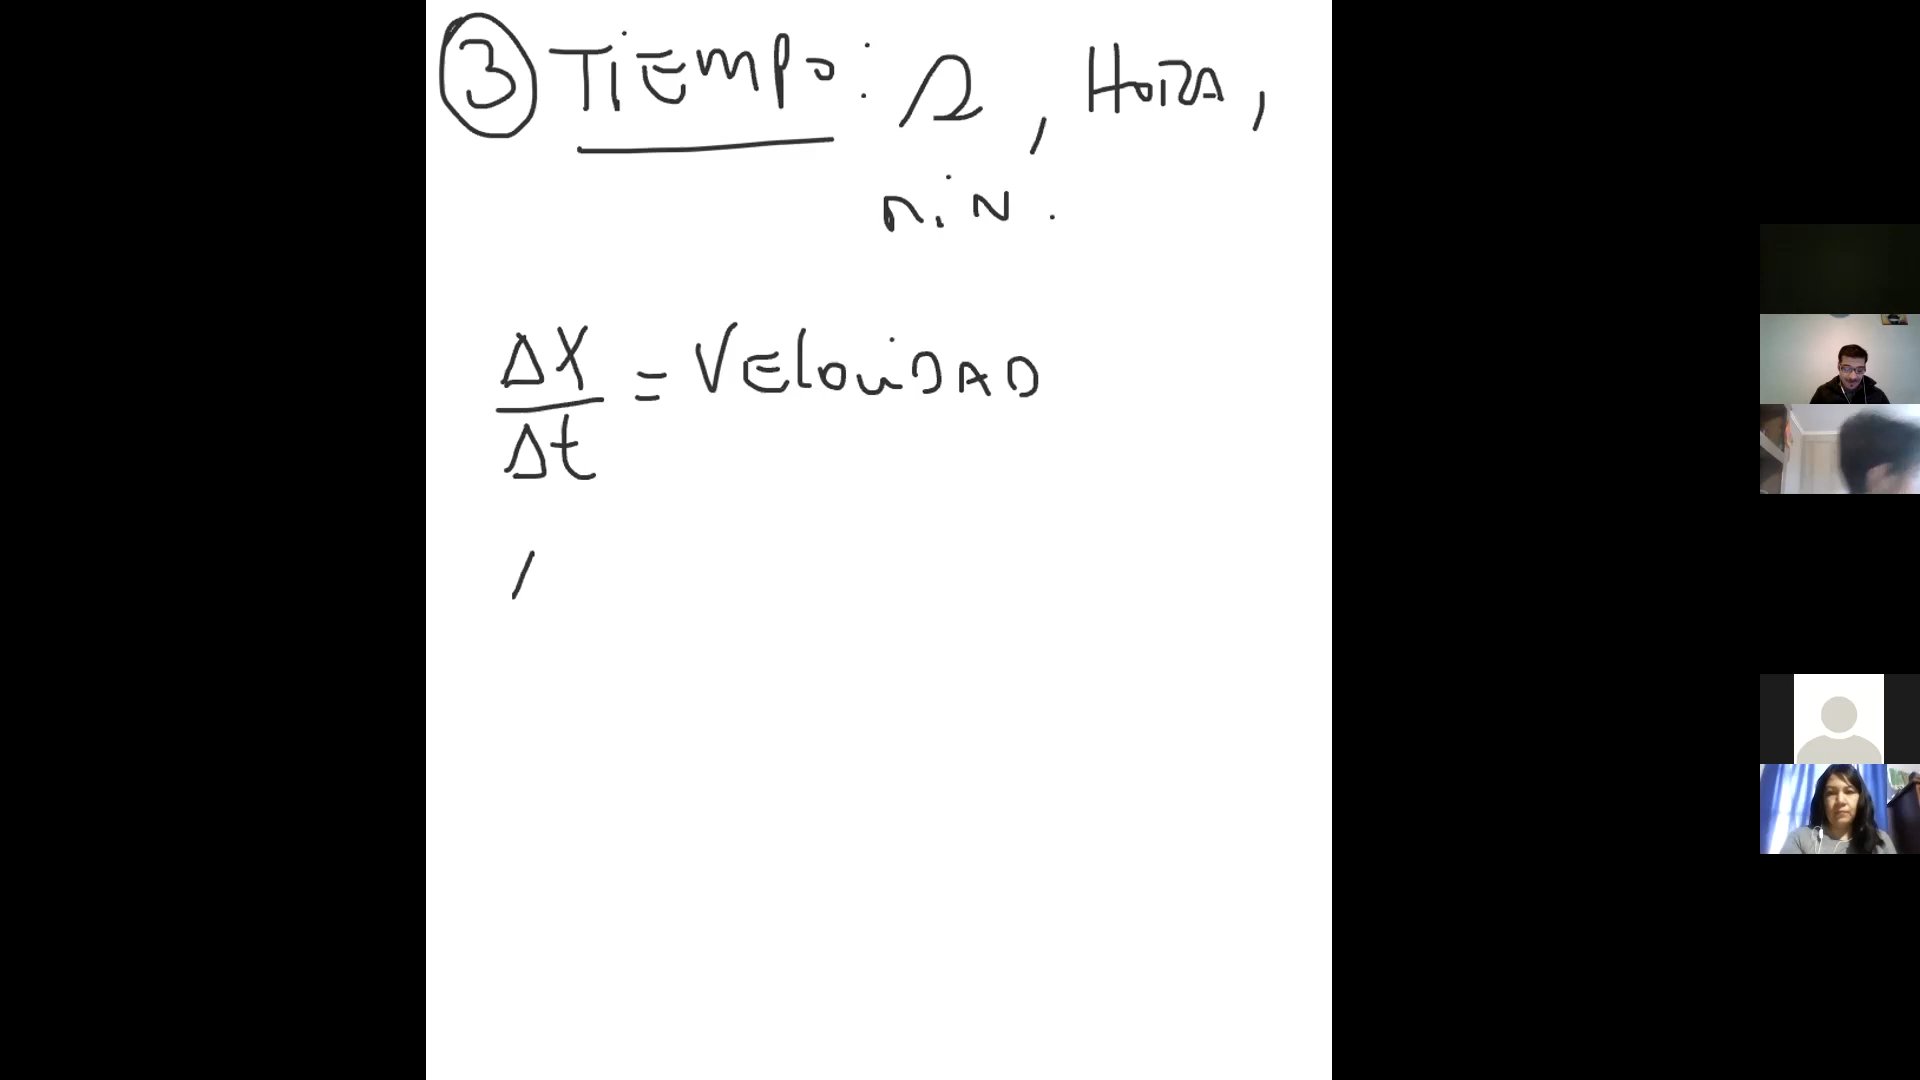 ③ Tiempo: s, HORA,
min.
ΔX/Δt = VElociDAD